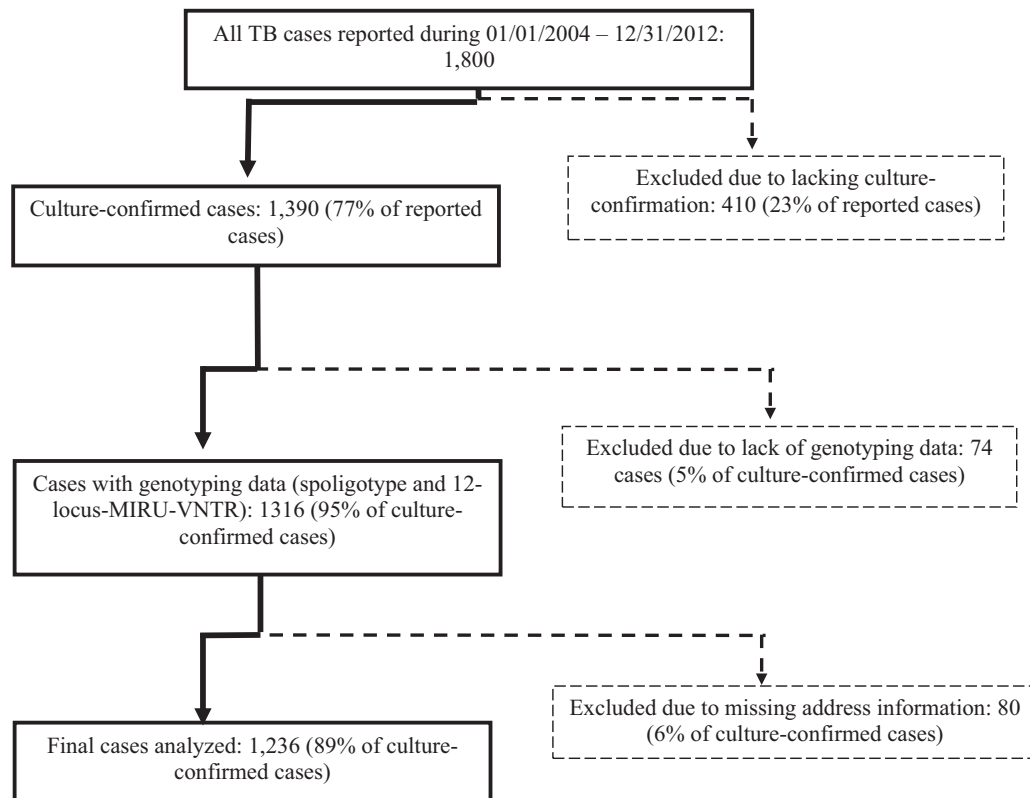 All TB cases reported during 01/01/2004 – 12/31/2012:
1,800
Excluded due to lacking culture-
confirmation: 410 (23% of reported cases)
Culture-confirmed cases: 1,390 (77% of reported
cases)
Excluded due to lack of genotyping data: 74
cases (5% of culture-confirmed cases)
Cases with genotyping data (spoligotype and 12-
locus-MIRU-VNTR): 1316 (95% of culture-
confirmed cases)
Excluded due to missing address information: 80
(6% of culture-confirmed cases)
Final cases analyzed: 1,236 (89% of culture-
confirmed cases)